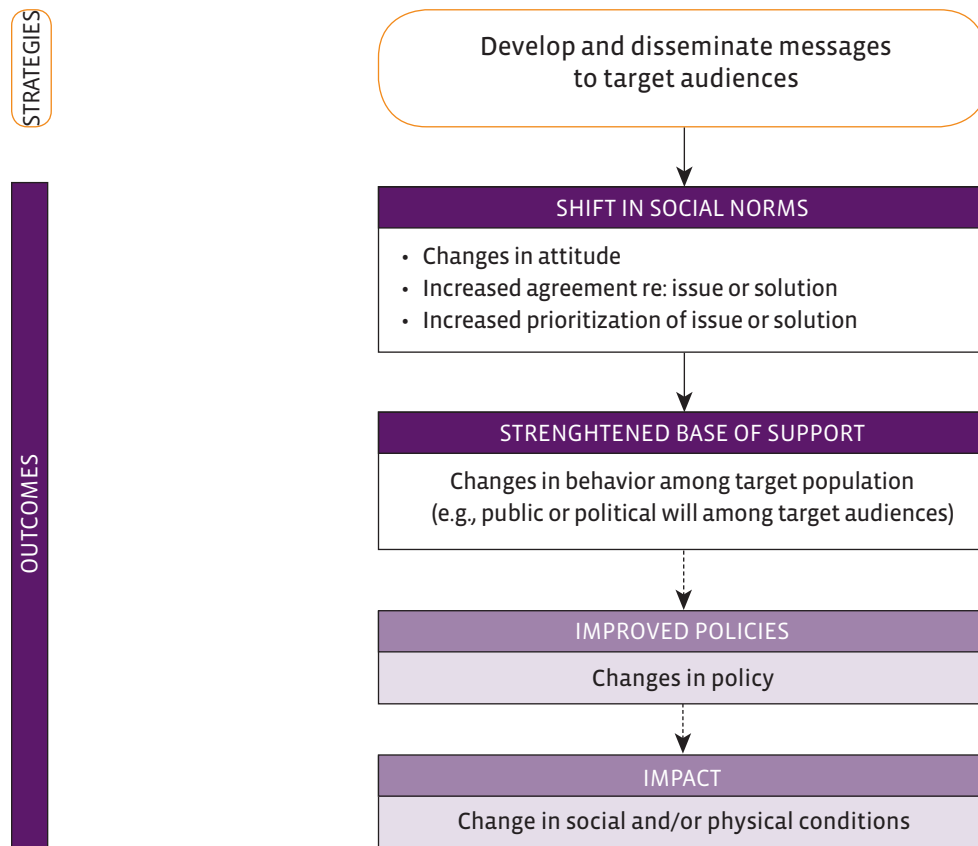 STRATEGIES
Develop and disseminate messages
to target audiences
OUTCOMES
SHIFT IN SOCIAL NORMS
• Changes in attitude
• Increased agreement re: issue or solution
• Increased prioritization of issue or solution
STRENGHTENED BASE OF SUPPORT
Changes in behavior among target population
(e.g., public or political will among target audiences)
IMPROVED POLICIES
Changes in policy
IMPACT
Change in social and/or physical conditions